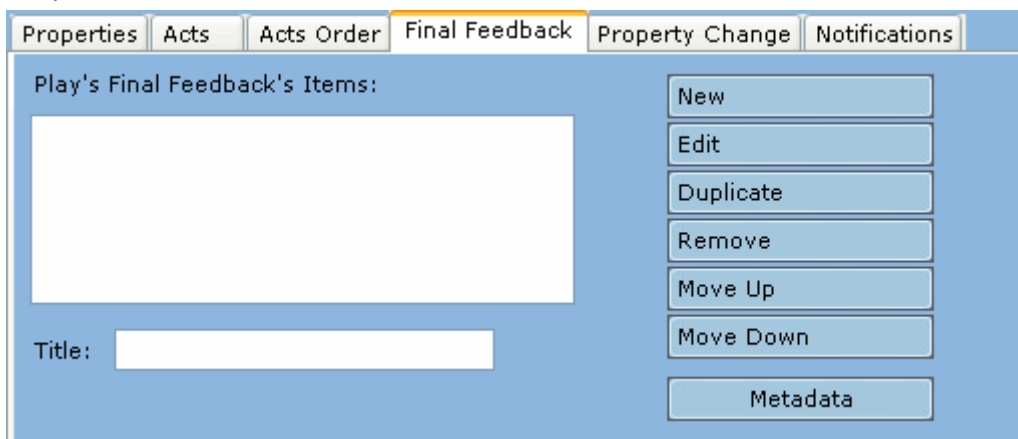 Properties Acts Acts Order Final Feedback Property Change Notifications
Play's Final Feedback's Items:
New
Edit
Duplicate
Remove
Move Up
Move Down
Title:
Metadata